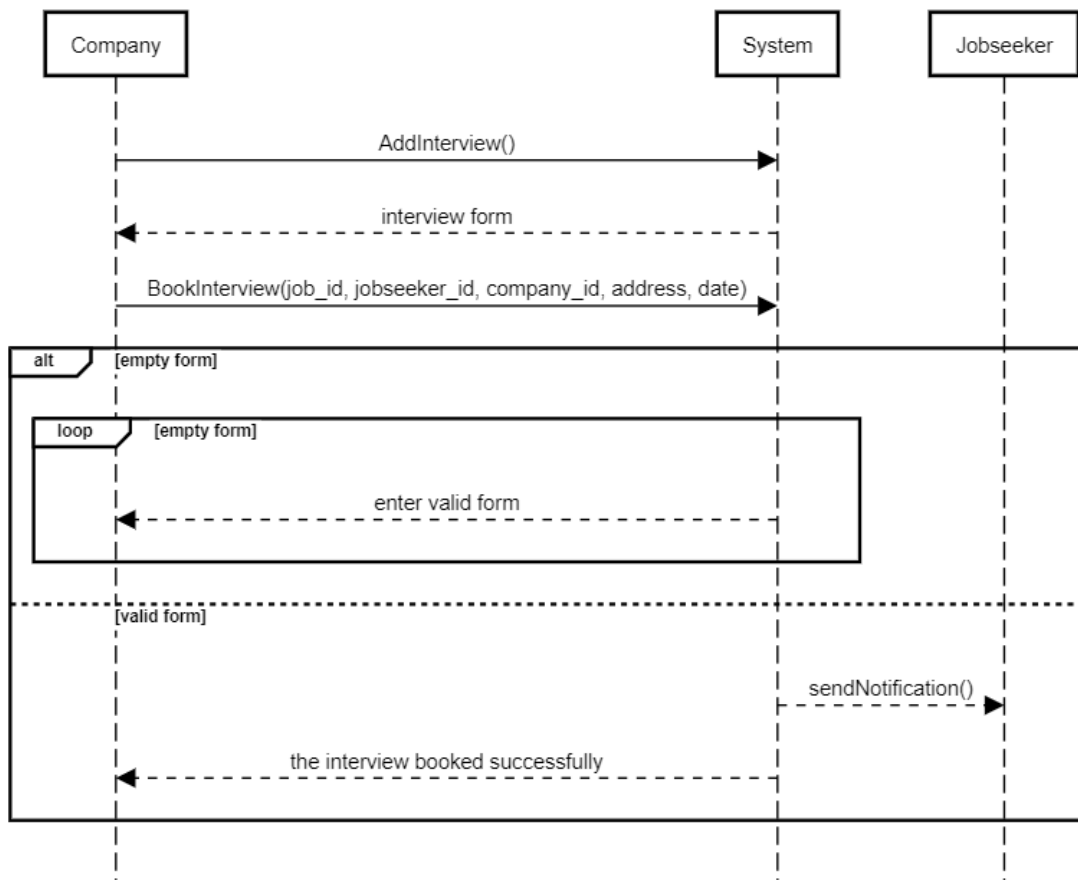 Company
System
Jobseeker
AddInterview()
interview form
BookInterview(job_id, jobseeker_id, company_id, address, date)
alt
[empty form]
loop
[empty form]
enter valid form
[valid form]
sendNotification()
the interview booked successfully